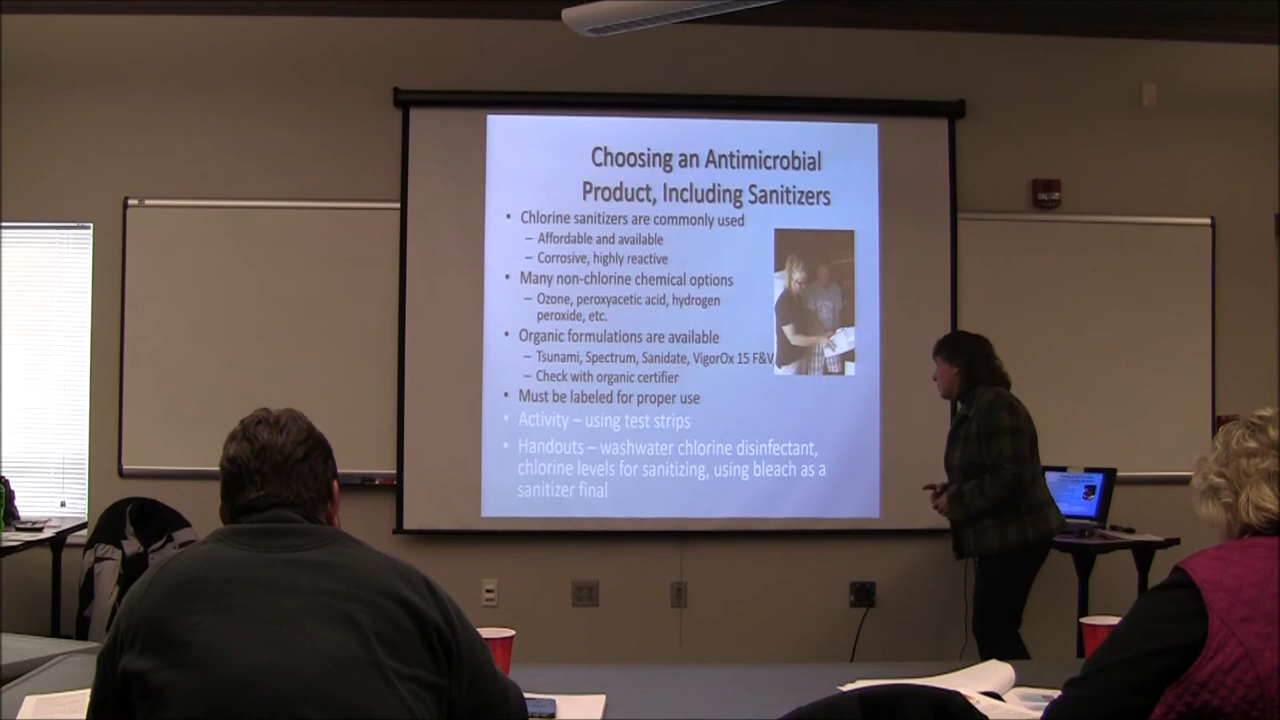 Choosing an Antimicrobial
Product, Including Sanitizers
• Chlorine sanitizers are commonly used
– Affordable and available
– Corrosive, highly reactive
• Many non-chlorine chemical options
– Ozone, peroxyacetic acid, hydrogen
peroxide, etc.
• Organic formulations are available
– Tsunami, Spectrum, Sanidate, VigorOx 15 F&V
– Check with organic certifier
• Must be labeled for proper use
• Activity – using test strips
• Handouts – washwater chlorine disinfectant,
chlorine levels for sanitizing, using bleach as a
sanitizer final